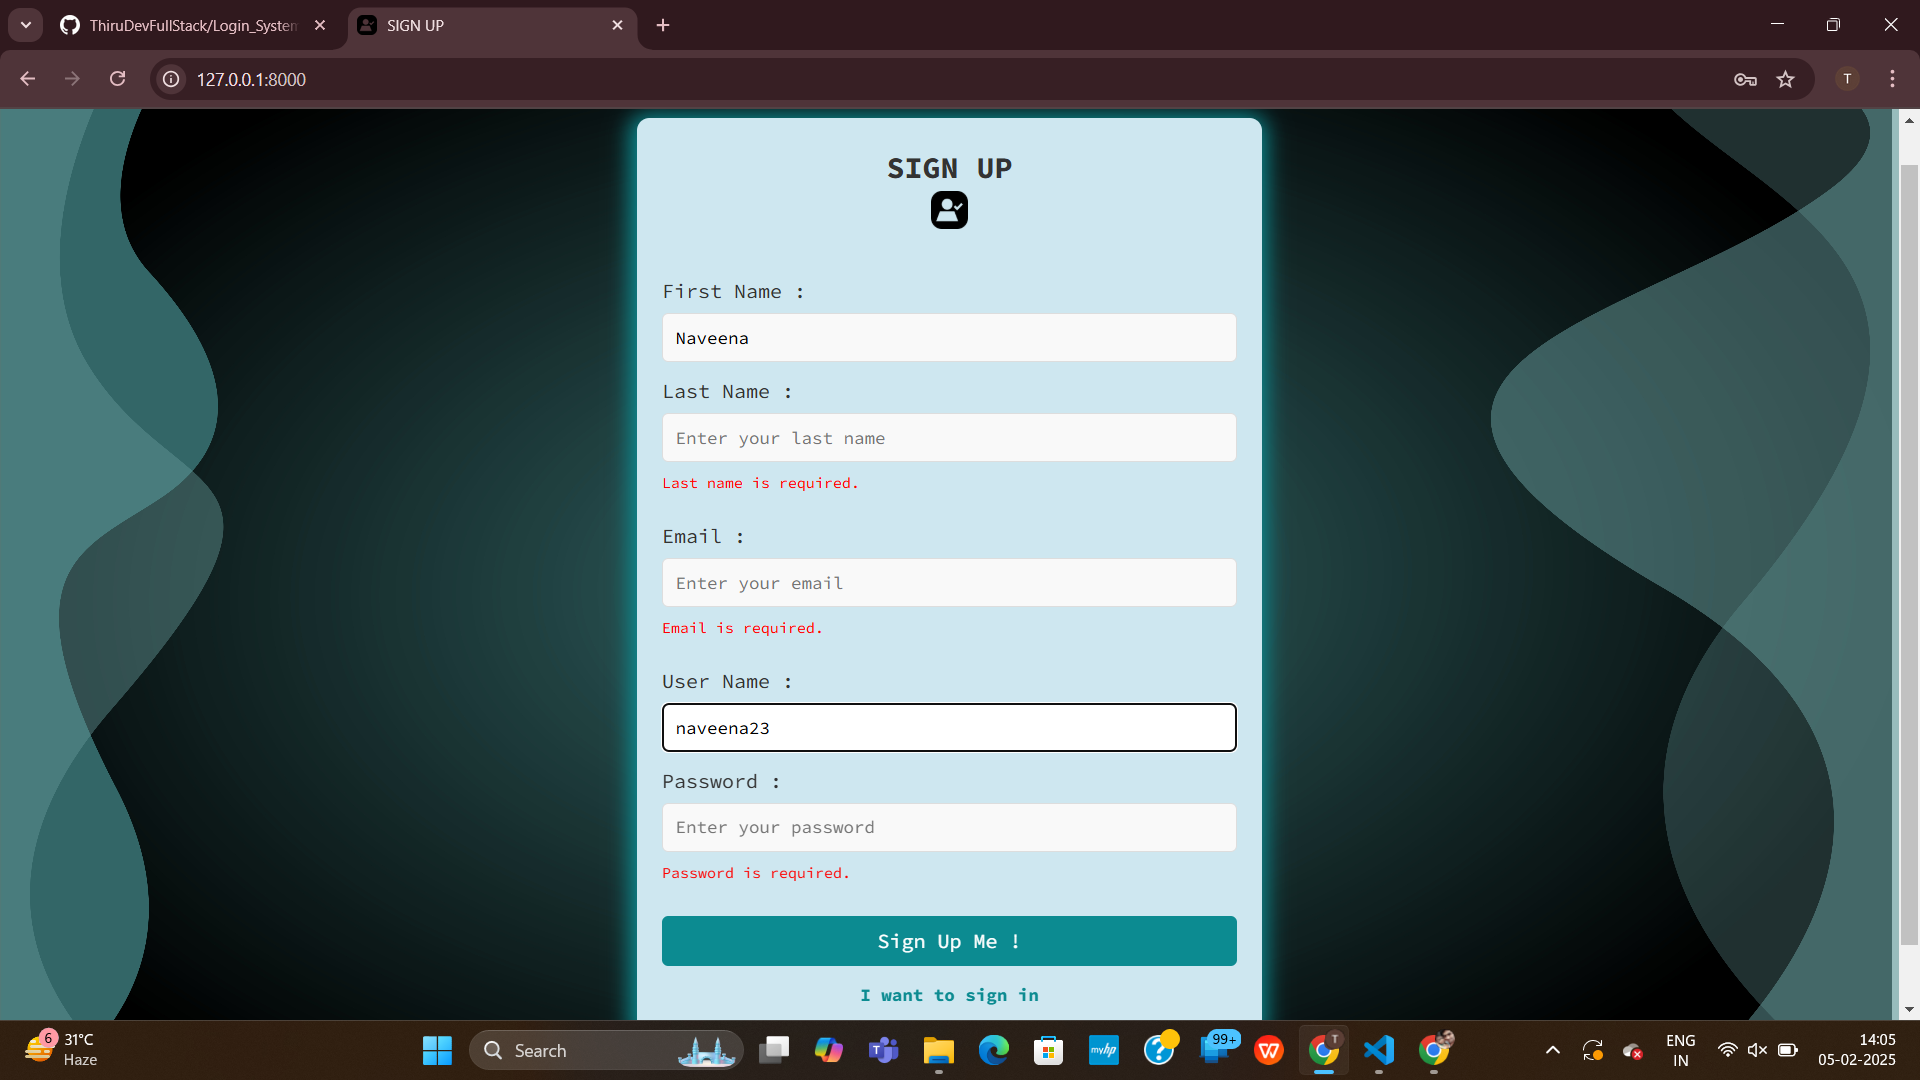 ThiruDevFullStack/Login_System
SIGN UP
127.0.0.1:8000
T
SIGN UP
First Name :
Naveena
Last Name :
Enter your last name
Last name is required.
Email :
Enter your email
Email is required.
User Name :
naveena23
Password :
Enter your password
Password is required.
Sign Up Me !
I want to sign in
6
31°C
Haze
Search
T
myhp
?
99+
W
T
ENG
IN
14:05
05-02-2025